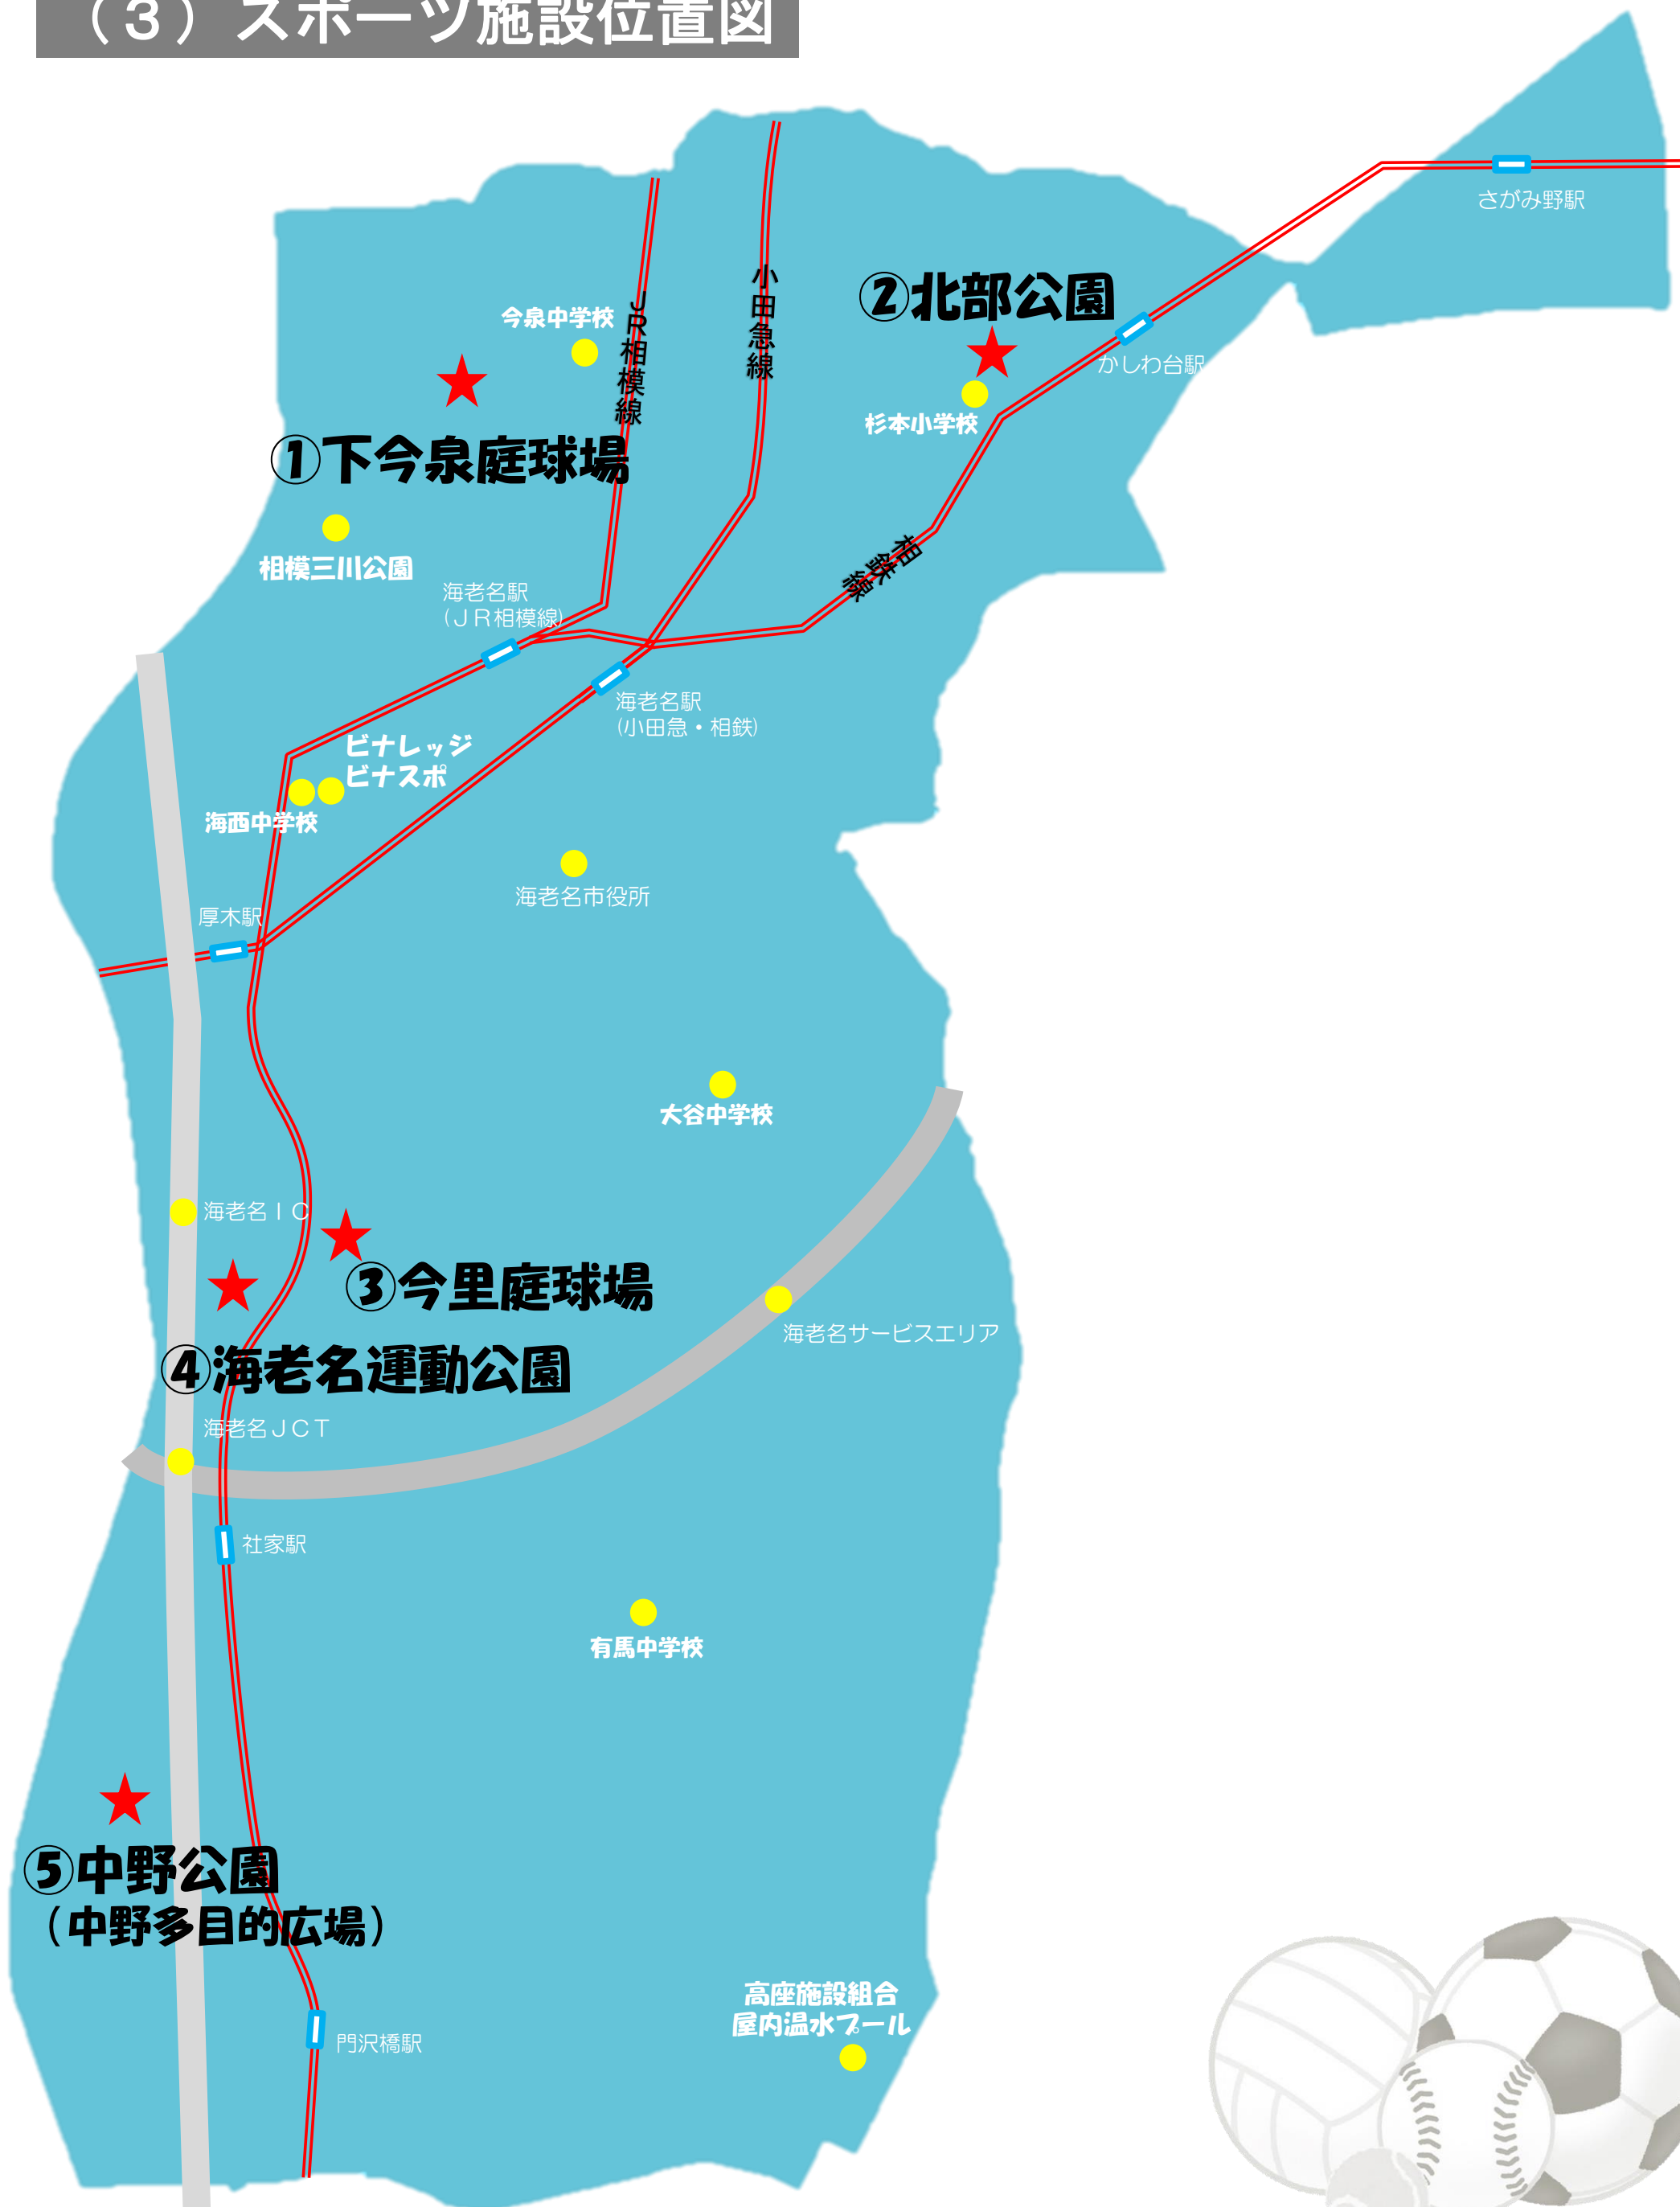 （３）スポーツ施設位置図
さがみ野駅
小田急線
②北部公園
ＪＲ相模線
今泉中学校
かしわ台駅
杉本小学校
①下今泉庭球場
相鉄線
相模三川公園
海老名駅
（ＪＲ相模線）
海老名駅
（小田急・相鉄）
ビナレッジ
ビナスポ
海西中学校
海老名市役所
厚木駅
大谷中学校
海老名ＩＣ
③今里庭球場
海老名サービスエリア
④海老名運動公園
海老名ＪＣＴ
社家駅
有馬中学校
⑤中野公園
（中野多目的広場）
高座施設組合
屋内温水プール
門沢橋駅